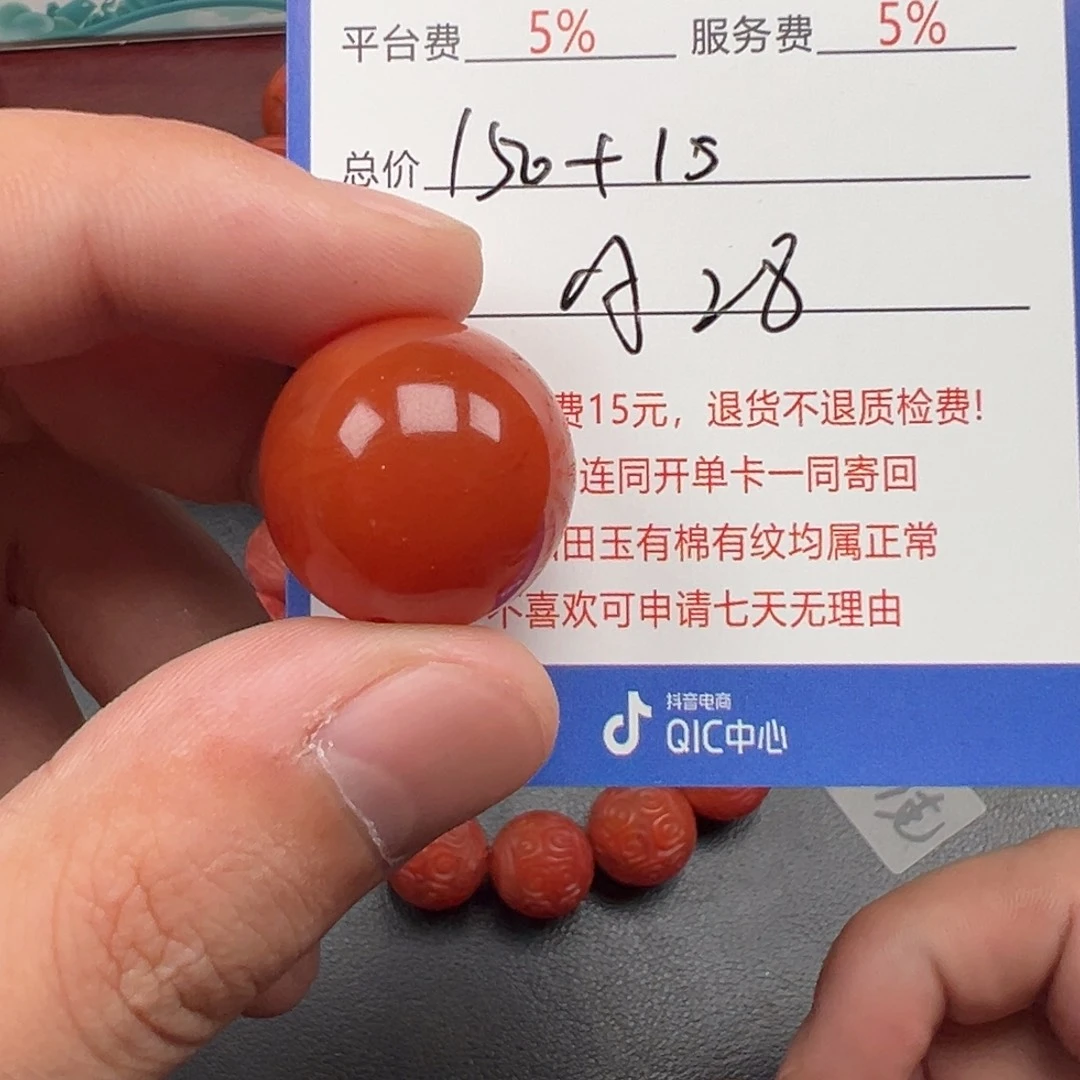 平台费 5% 服务费 5%
总价 150+15
A 28
费15元，退货不退质检费!
连同开单卡一同寄回
田玉有棉有纹均属正常
不喜欢可申请七天无理由
抖音电商
QIC中心